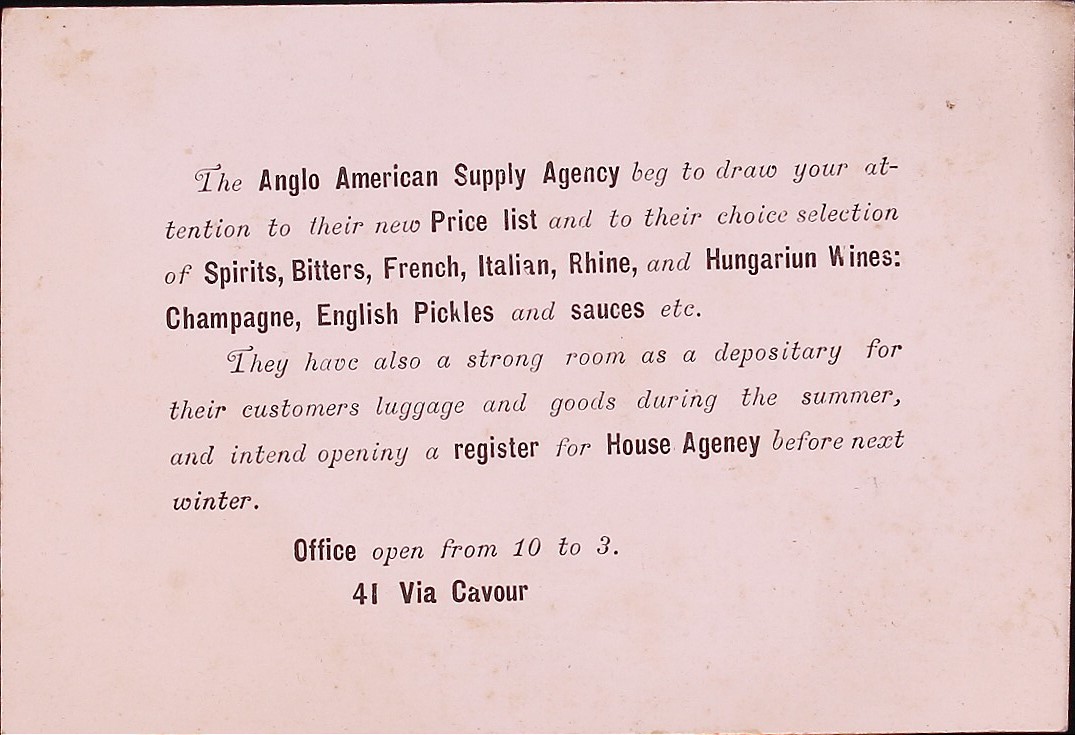 The Anglo American Supply Agency beg to draw your at-
tention to their new Price list and to their choice selection
of Spirits, Bitters, French, Italian, Rhine, and Hungariun Wines:
Champagne, English Pickles and sauces etc.
They have also a strong room as a depositary for
their customers luggage and goods during the summer,
and intend openiny a register for House Ageney before next
winter.
Office open from 10 to 3.
41 Via Cavour